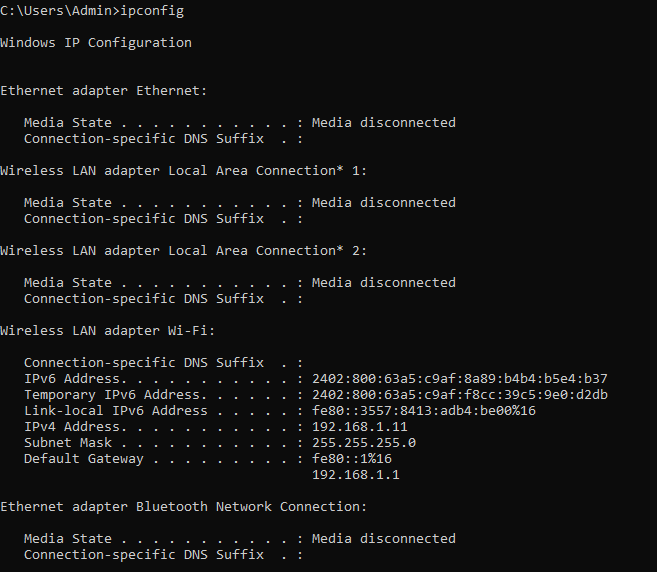 C:\Users\Admin>ipconfig
Windows IP Configuration
Ethernet adapter Ethernet:
   Media State . . . . . . . . . . . : Media disconnected
   Connection-specific DNS Suffix  . :
Wireless LAN adapter Local Area Connection* 1:
   Media State . . . . . . . . . . . : Media disconnected
   Connection-specific DNS Suffix  . :
Wireless LAN adapter Local Area Connection* 2:
   Media State . . . . . . . . . . . : Media disconnected
   Connection-specific DNS Suffix  . :
Wireless LAN adapter Wi-Fi:
   Connection-specific DNS Suffix  . :
   IPv6 Address. . . . . . . . . . . : 2402:800:63a5:c9af:8a89:b4b4:b5e4:b37
   Temporary IPv6 Address. . . . . . : 2402:800:63a5:c9af:f8cc:39c5:9e0:d2db
   Link-local IPv6 Address . . . . . : fe80::3557:8413:adb4:be00%16
   IPv4 Address. . . . . . . . . . . : 192.168.1.11
   Subnet Mask . . . . . . . . . . . : 255.255.255.0
   Default Gateway . . . . . . . . . : fe80::1%16
                                       192.168.1.1
Ethernet adapter Bluetooth Network Connection:
   Media State . . . . . . . . . . . : Media disconnected
   Connection-specific DNS Suffix  . :